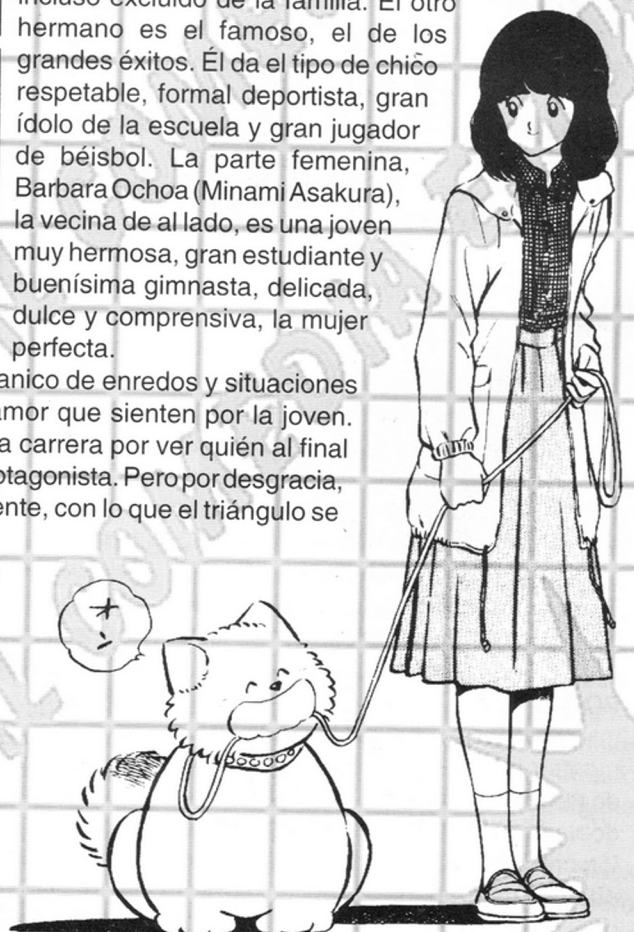 incluso excluido de la familia. El otro
hermano es el famoso, el de los
grandes éxitos. Él da el tipo de chico
respetable, formal deportista, gran
ídolo de la escuela y gran jugador
de béisbol. La parte femenina,
Barbara Ochoa (Minami Asakura),
la vecina de al lado, es una joven
muy hermosa, gran estudiante y
buenísima gimnasta, delicada,
dulce y comprensiva, la mujer
perfecta.
anico de enredos y situaciones
amor que sienten por la joven.
a carrera por ver quién al final
otagonista. Pero por desgracia,
ente, con lo que el triángulo se